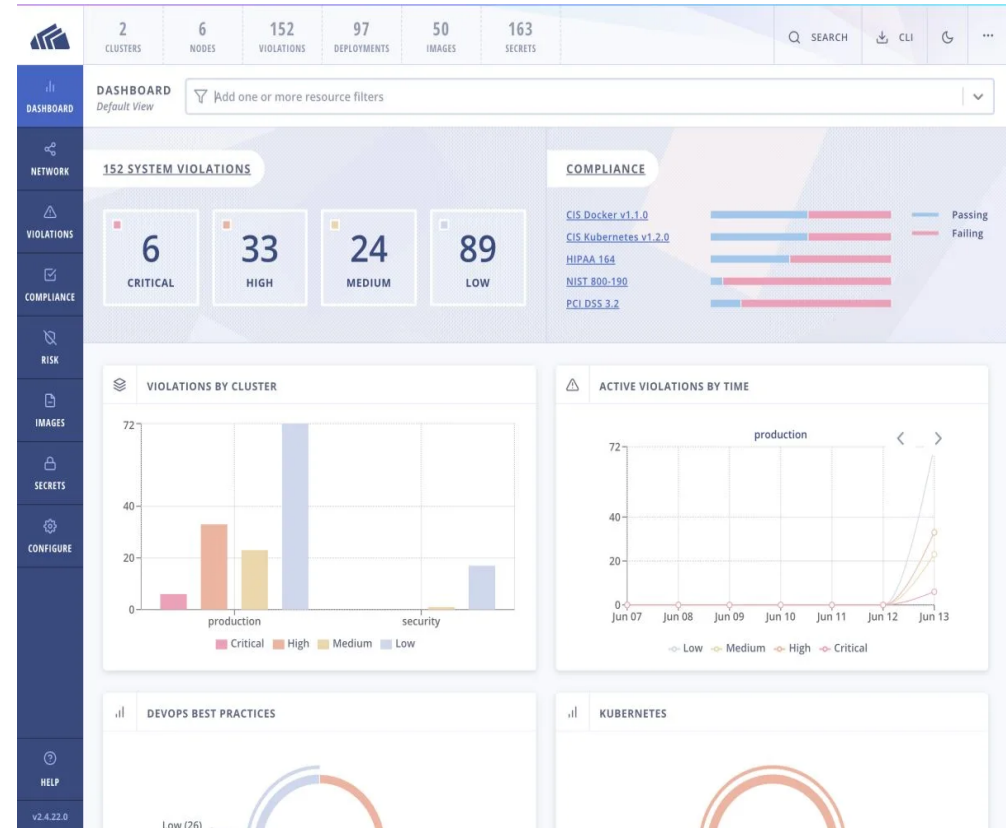 2 6 152 97 50 163
CLUSTERS NODES VIOLATIONS DEPLOYMENTS IMAGES SECRETS
SEARCH CLI
DASHBOARD
Default View
Add one or more resource filters
DASHBOARD
NETWORK
VIOLATIONS
COMPLIANCE
RISK
IMAGES
SECRETS
CONFIGURE
HELP
v2.4.22.0
152 SYSTEM VIOLATIONS
6
CRITICAL
33
HIGH
24
MEDIUM
89
LOW
COMPLIANCE
CIS Docker v1.1.0
CIS Kubernetes v1.2.0
HIPAA 164
NIST 800-190
PCI DSS 3.2
Passing
Failing
VIOLATIONS BY CLUSTER
72
40
20
0
production security
Critical High Medium Low
ACTIVE VIOLATIONS BY TIME
production
72
40
20
0
Jun 07 Jun 08 Jun 09 Jun 10 Jun 11 Jun 12 Jun 13
Low Medium High Critical
DEVOPS BEST PRACTICES
Low (26)
KUBERNETES